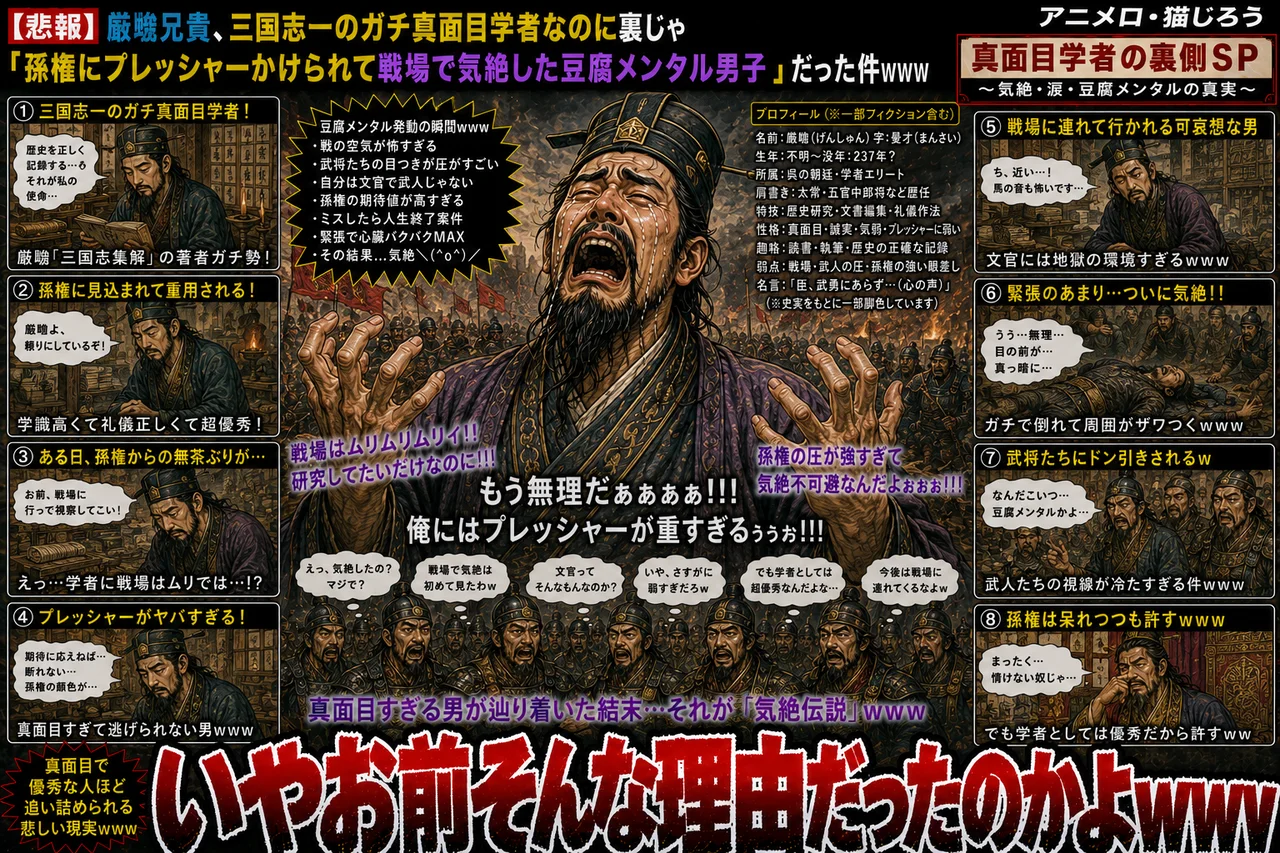 【悲報】厳畯兄貴、三国志一のガチ真面目学者なのに裏じゃ
「孫権にプレッシャーかけられて戦場で気絶した豆腐メンタル男子」だった件www
アニメロ・猫じろう
真面目学者の裏側SP
～気絶・涙・豆腐メンタルの真実～
① 三国志一のガチ真面目学者！
歴史を正しく
記録する…
それが私の
使命…
厳畯「三国志集解」の著者ガチ勢！
② 孫権に見込まれて重用される！
厳畯よ、
頼りにしているぞ！
学識高くて礼儀正しくて超優秀！
③ ある日、孫権からの無茶ぶりが…
お前、戦場に
行って視察してこい！
えっ…学者に戦場はムリでは…!?
④ プレッシャーがヤバすぎる！
期待に応えねば…
断れない…
孫権の顔色が…
真面目すぎて逃げられない男www
真面目で
優秀な人ほど
追い詰められる
悲しい現実www
豆腐メンタル発動の瞬間www
・戦の空気が怖すぎる
・武将たちの目つきが圧がすごい
・自分は文官で武人じゃない
・孫権の期待値が高すぎる
・ミスしたら人生終了案件
・緊張で心臓バクバクMAX
・その結果…気絶＼(^o^)／
プロフィール（※一部フィクション含む）
名前：厳畯（げんしゅん）字：曼才（まんさい）
生年：不明～没年：237年？
所属：呉の朝廷・学者エリート
肩書き：太常・五官中郎将など歴任
特技：歴史研究・文書編集・礼儀作法
性格：真面目・誠実・気弱・プレッシャーに弱い
趣味：読書・執筆・歴史の正確な記録
弱点：戦場・武人の圧・孫権の強い眼差し
名言：「臣、武勇にあらず…（心の声）」
（※史実をもとに一部脚色しています）
戦場はムリムリムリイ!!
研究してたいだけなのに!!!
孫権の圧が強すぎて
気絶不可避なんだよぉぉぉ!!!
もう無理だぁぁぁぁ!!!
俺にはプレッシャーが重すぎるぅぅぉ!!!
えっ、気絶したの？
マジで？
戦場で気絶は
初めて見たわw
文官って
そんなもんなのか？
いや、さすがに
弱すぎだろw
でも学者としては
超優秀なんだよな…
今後は戦場に
連れてくるなよw
真面目すぎる男が辿り着いた結末…それが「気絶伝説」www
⑤ 戦場に連れて行かれる可哀想な男
ち、近い…！
馬の音も怖いです…
文官には地獄の環境すぎるwww
⑥ 緊張のあまり…ついに気絶!!
うう…無理…
目の前が…
真っ暗に…
ガチで倒れて周囲がザワつくwww
⑦ 武将たちにドン引きされるw
なんだこいつ…
豆腐メンタルかよ…
武人たちの視線が冷たすぎる件www
⑧ 孫権は呆れつつも許すwww
まったく…
情けない奴じゃ…
でも学者としては優秀だから許すww
いやお前そんな理由だったのかよwww